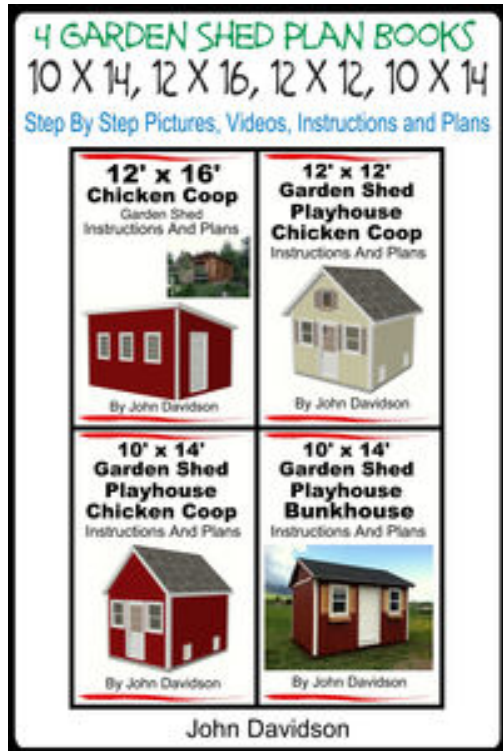 4 GARDEN SHED PLAN BOOKS
10 X 14, 12 X 16, 12 X 12, 10 X 14
Step By Step Pictures, Videos, Instructions and Plans
12' x 16'
Chicken Coop
Garden Shed
Instructions And Plans
By John Davidson
12' x 12'
Garden Shed
Playhouse
Chicken Coop
Instructions And Plans
By John Davidson
10' x 14'
Garden Shed
Playhouse
Chicken Coop
Instructions And Plans
By John Davidson
10' x 14'
Garden Shed
Playhouse
Bunkhouse
Instructions And Plans
By John Davidson
John Davidson